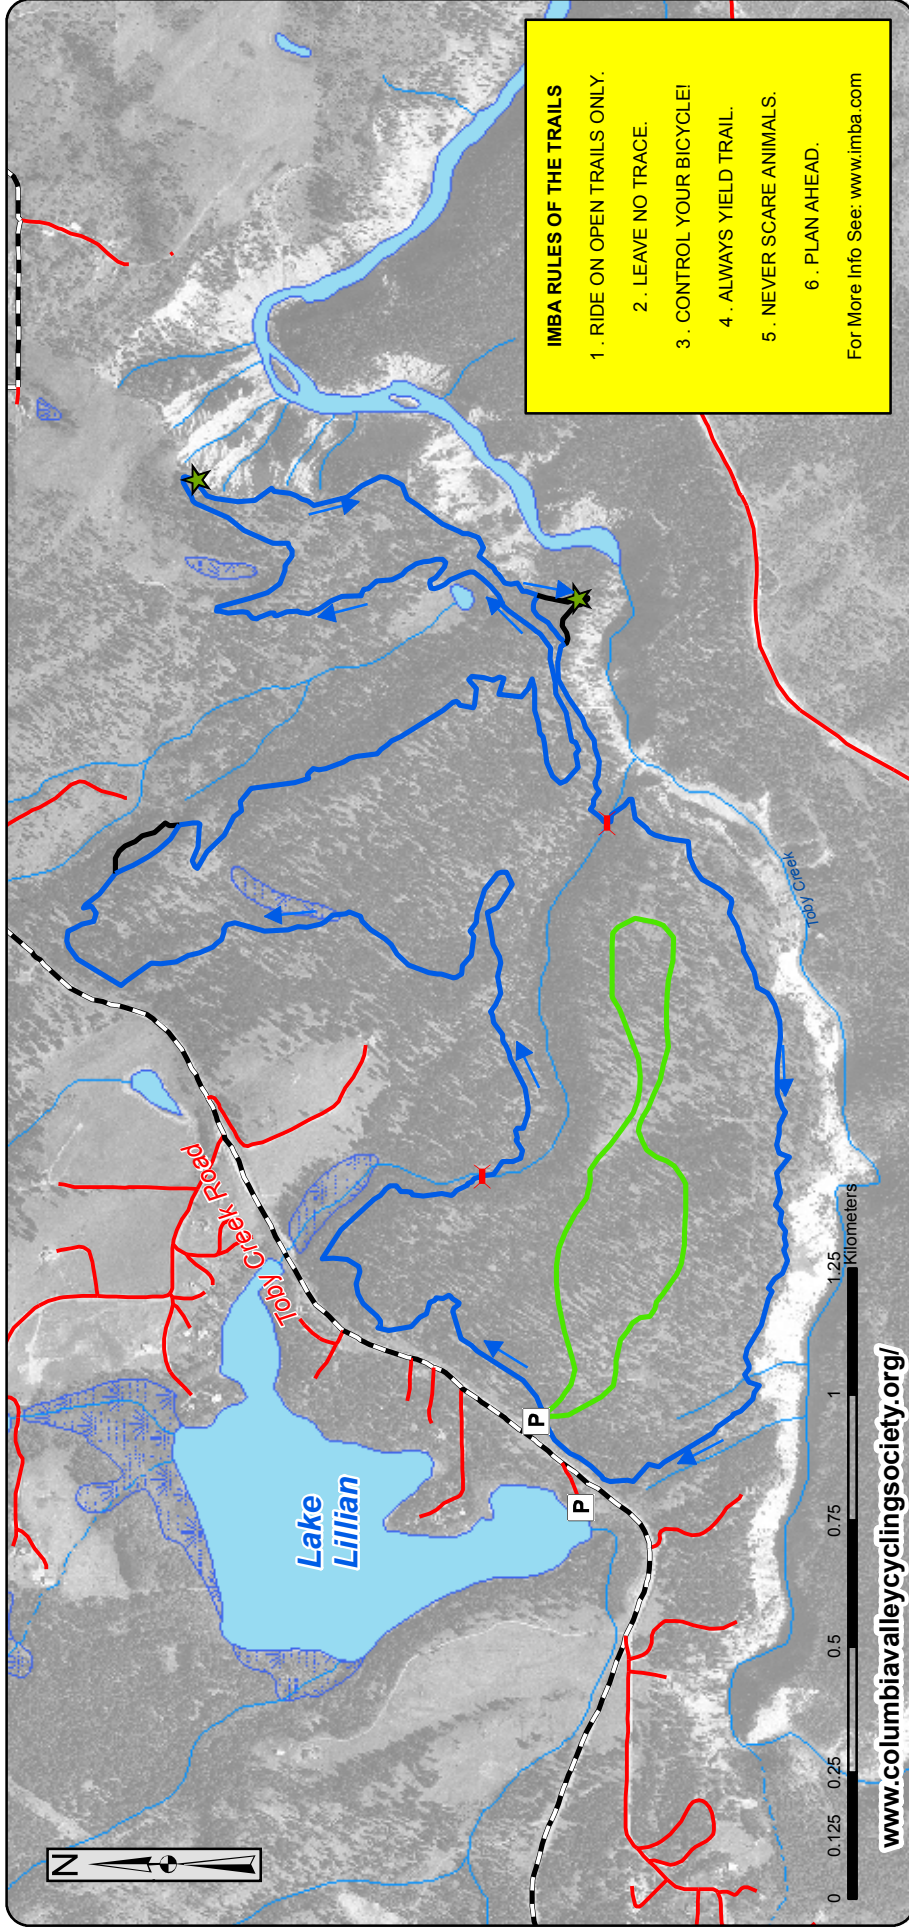 N
Lake
Lillian
Toby Creek Road
P
P
Toby Creek
IMBA RULES OF THE TRAILS
1 . RIDE ON OPEN TRAILS ONLY.
2 . LEAVE NO TRACE.
3 . CONTROL YOUR BICYCLE!
4 . ALWAYS YIELD TRAIL.
5 . NEVER SCARE ANIMALS.
6 . PLAN AHEAD.
For More Info See: www.imba.com
0 0.125 0.25 0.5 0.75 1 1.25
Kilometers
www.columbiavalleycyclingsociety.org/